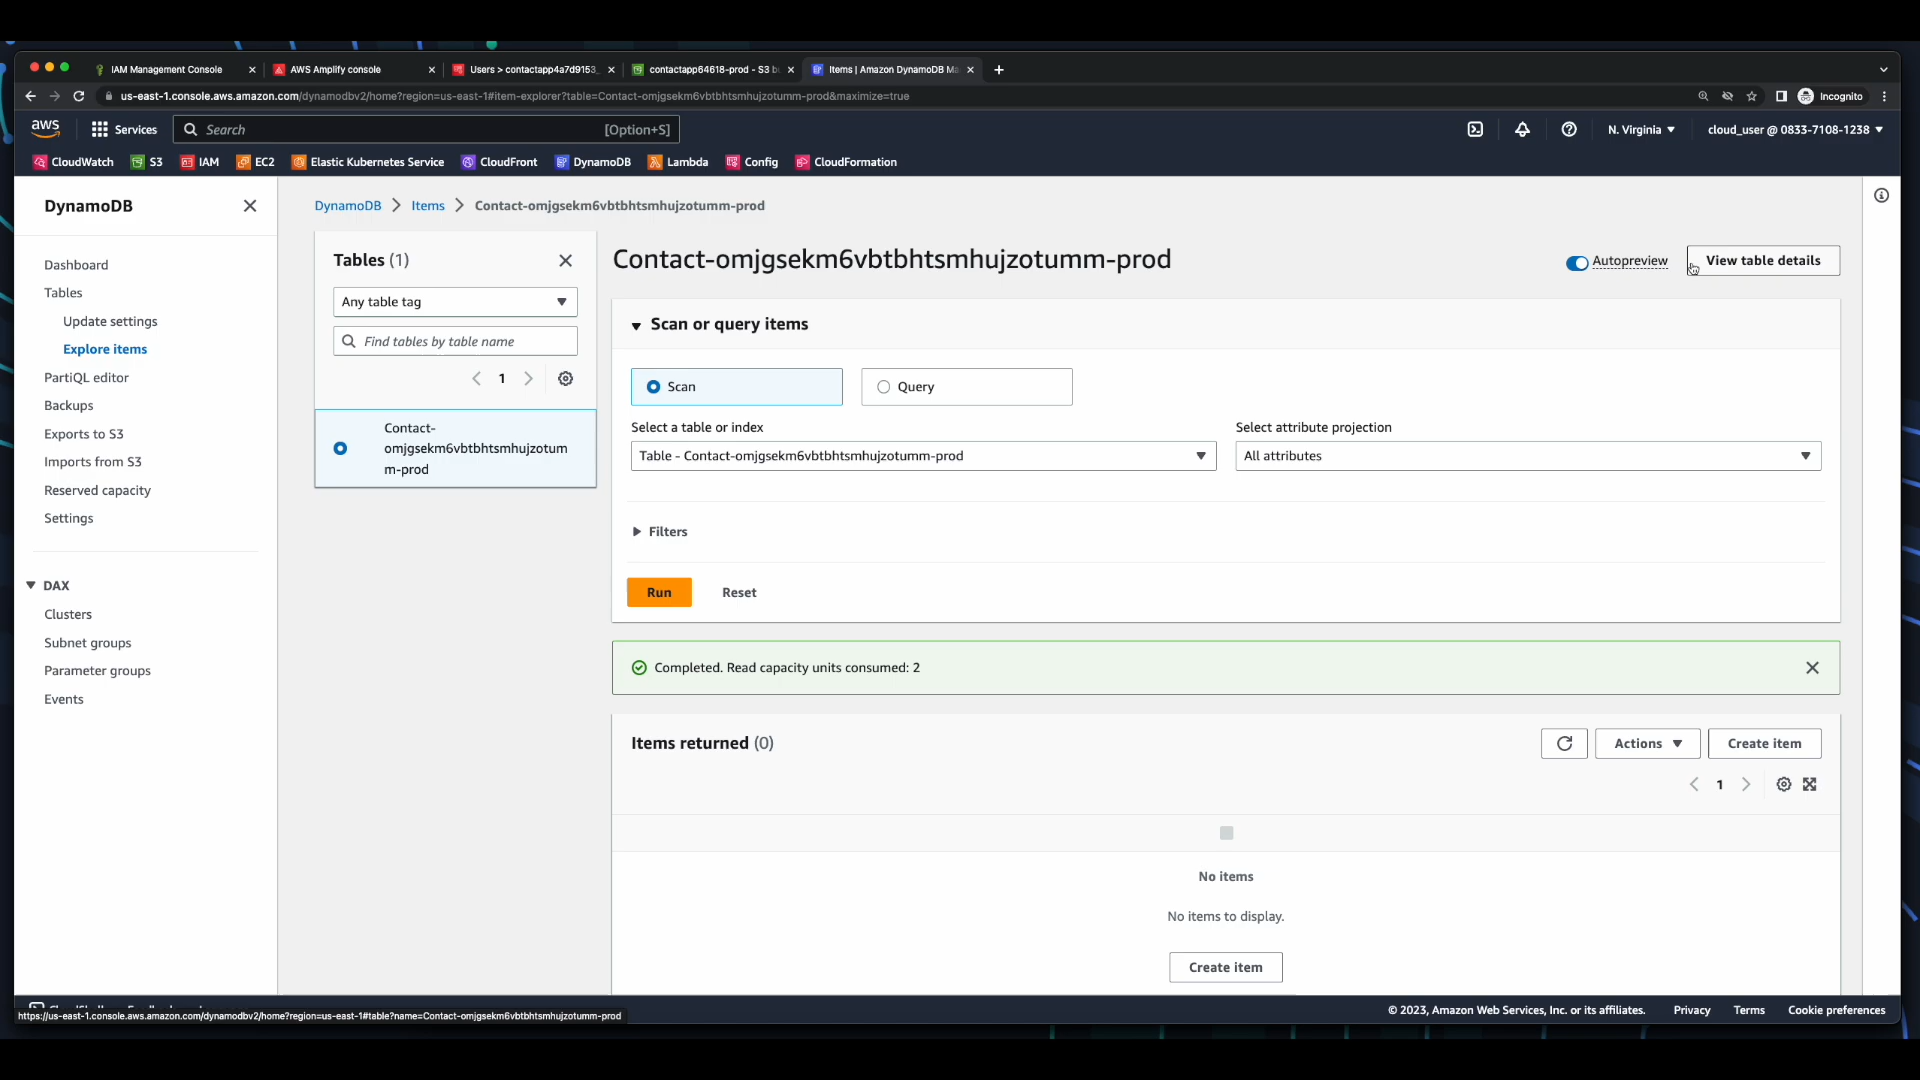 IAM Management Console
AWS Amplify console
Users > contactapp4a7d9153_
contactapp64618-prod - S3 bu
Items | Amazon DynamoDB Ma
us-east-1.console.aws.amazon.com/dynamodbv2/home?region=us-east-1#item-explorer?table=Contact-omjgsekm6vbtbhtsmhujzotumm-prod&maximize=true
Incognito
aws
Services
Search
[Option+S]
N. Virginia
cloud_user @ 0833-7108-1238
CloudWatch
S3
IAM
EC2
Elastic Kubernetes Service
CloudFront
DynamoDB
Lambda
Config
CloudFormation
DynamoDB
Dashboard
Tables
Update settings
Explore items
PartiQL editor
Backups
Exports to S3
Imports from S3
Reserved capacity
Settings
DAX
Clusters
Subnet groups
Parameter groups
Events
DynamoDB > Items > Contact-omjgsekm6vbtbhtsmhujzotumm-prod
Tables (1)
Any table tag
Find tables by table name
1
Contact-
omjgsekm6vbtbhtsmhujzotum
m-prod
Contact-omjgsekm6vbtbhtsmhujzotumm-prod
Autopreview
View table details
Scan or query items
Scan
Query
Select a table or index
Table - Contact-omjgsekm6vbtbhtsmhujzotumm-prod
Select attribute projection
All attributes
Filters
Run
Reset
Completed. Read capacity units consumed: 2
Items returned (0)
Actions
Create item
1
No items
No items to display.
Create item
https://us-east-1.console.aws.amazon.com/dynamodbv2/home?region=us-east-1#table?name=Contact-omjgsekm6vbtbhtsmhujzotumm-prod
© 2023, Amazon Web Services, Inc. or its affiliates.
Privacy
Terms
Cookie preferences